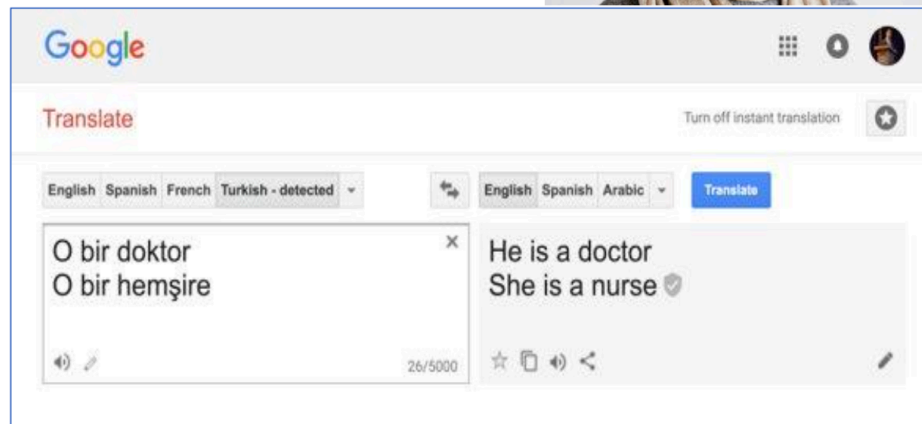 Google
Translate
Turn off instant translation
English Spanish French Turkish - detected
English Spanish Arabic
Translate
O bir doktor
O bir hemşire
26/5000
He is a doctor
She is a nurse